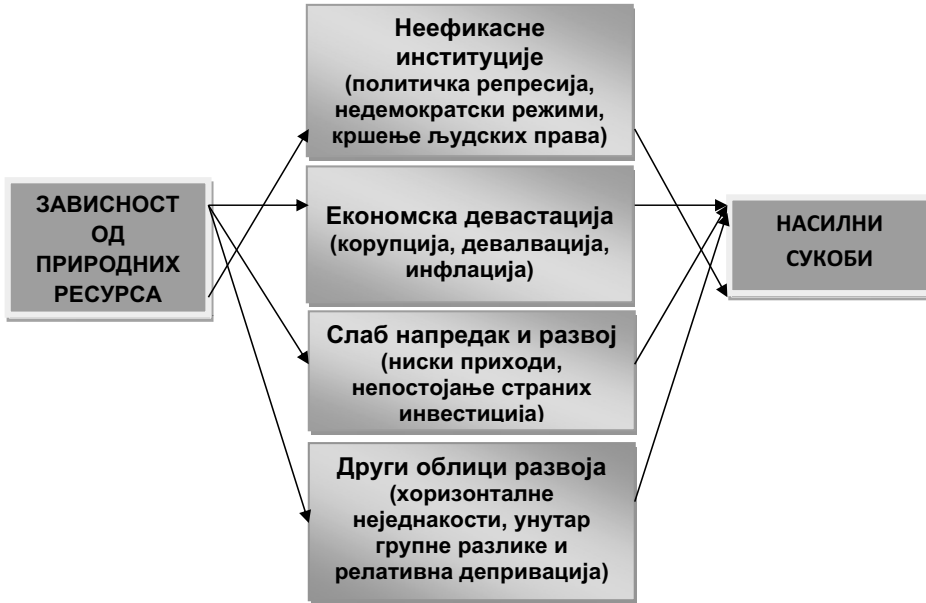 ЗАВИСНОСТ
ОД
ПРИРОДНИХ
РЕСУРСА
Неефикасне
институције
(политичка репресија,
недемократски режими,
кршење људских права)
Економска девастација
(корупција, девалвација,
инфлација)
Слаб напредак и развој
(ниски приходи,
непостојање страних
инвестиција)
Други облици развоја
(хоризонталне
неједнакости, унутар
групне разлике и
релативна депривација)
НАСИЛНИ
СУКОБИ